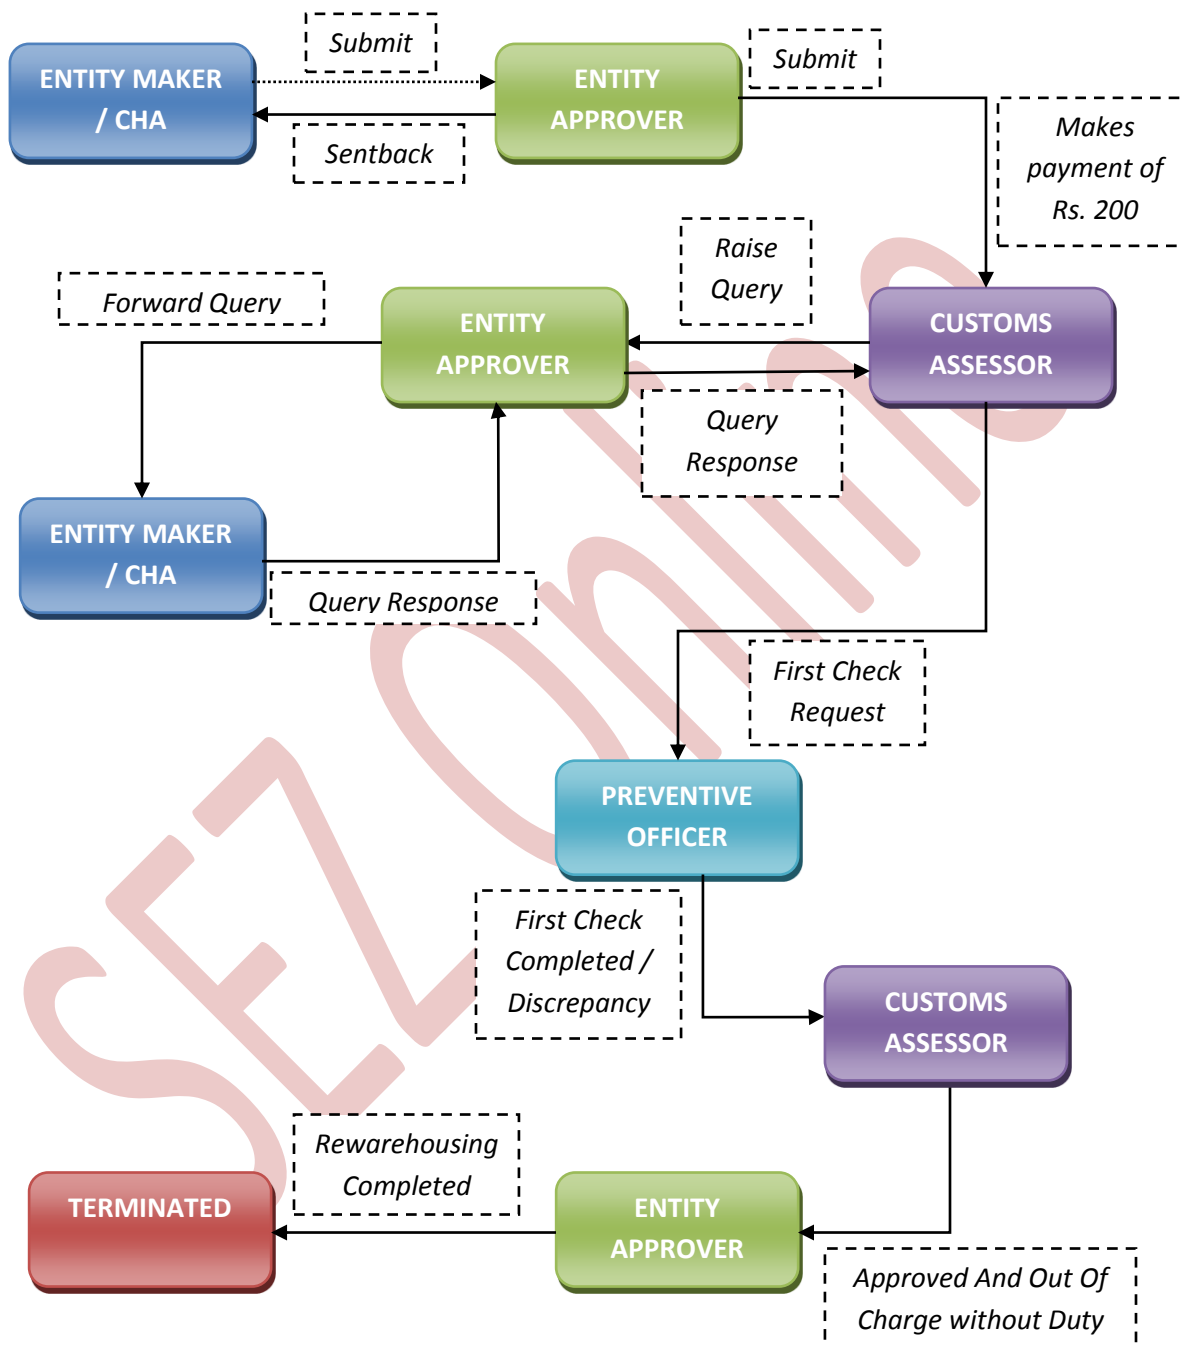 Submit
ENTITY MAKER
/ CHA
ENTITY
APPROVER
Submit
Sentback
Makes
payment of
Rs. 200
Raise
Query
Forward Query
ENTITY
APPROVER
CUSTOMS
ASSESSOR
Query
Response
ENTITY MAKER
/ CHA
Query Response
First Check
Request
PREVENTIVE
OFFICER
First Check
Completed /
Discrepancy
CUSTOMS
ASSESSOR
Rewarehousing
Completed
TERMINATED
ENTITY
APPROVER
Approved And Out Of
Charge without Duty
SEZ Online